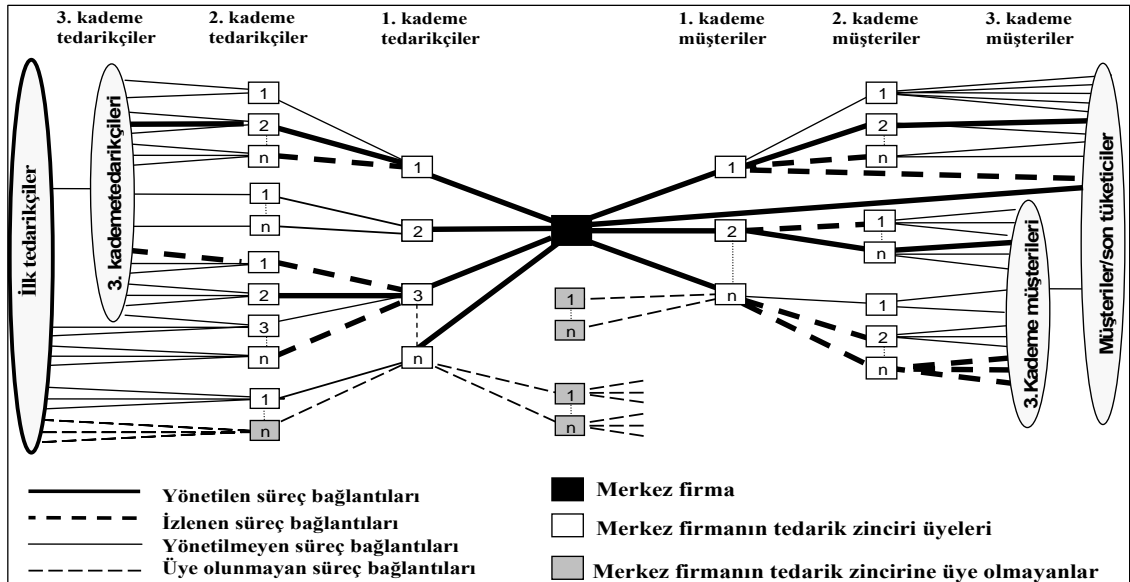 3. kademe
tedarikçiler
2. kademe
tedarikçiler
1. kademe
tedarikçiler
1. kademe
müşteriler
2. kademe
müşteriler
3. kademe
müşteriler
İlk tedarikçiler
3. kademetedarikçileri
1
2
n
1
n
1
2
3
n
1
n
1
2
3
n
1
n
1
n
1
2
n
1
2
n
1
n
1
2
n
3.Kademe müşterileri
Müşteriler/son tüketiciler
Yönetilen süreç bağlantıları
İzlenen süreç bağlantıları
Yönetilmeyen süreç bağlantıları
Üye olunmayan süreç bağlantıları
Merkez firma
Merkez firmanın tedarik zinciri üyeleri
Merkez firmanın tedarik zincirine üye olmayanlar